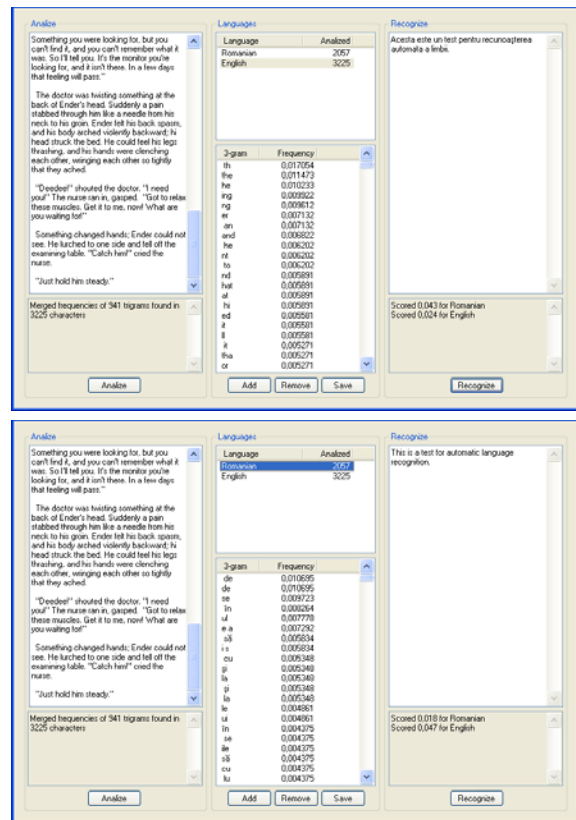 Analize
Something you were looking for, but you
can't find it, and you can't remember what it
was. So I'll tell you. It's the monitor you're
looking for, and it isn't there. In a few days
that feeling will pass."
The doctor was twisting something at the
back of Ender's head. Suddenly a pain
stabbed through him like a needle from his
neck to his groin. Ender felt his back spasm,
and his body arched violently backward; hi
head struck the bed. He could feel his legs
thrashing, and his hands were clenching
each other, wringing each other so tightly
that they ached.
"Deedee!" shouted the doctor. "I need
you!" The nurse ran in, gasped. "Got to relax
these muscles. Get it to me, now! What are
you waiting for!"
Something changed hands; Ender could not
see. He lurched to one side and fell off the
examining table. "Catch him!" cried the
nurse.
"Just hold him steady."
Merged frequencies of 941 trigrams found in
3225 characters
Analize
Languages
Language Analized
Romanian 2057
English 3225
3-gram Frequency
th 0,017054
the 0,011473
he 0,010233
ing 0,009922
ng 0,009612
er 0,007132
an 0,007132
and 0,006822
he 0,006202
nt 0,006202
to 0,006202
nd 0,005891
hat 0,005891
at 0,005891
hi 0,005891
ed 0,005581
it 0,005581
ll 0,005581
it 0,005271
tha 0,005271
or 0,005271
Add Remove Save
Recognize
Acesta este un test pentru recunoașterea
automata a limbii.
Scored 0,043 for Romanian
Scored 0,024 for English
Recognize
Analize
Something you were looking for, but you
can't find it, and you can't remember what it
was. So I'll tell you. It's the monitor you're
looking for, and it isn't there. In a few days
that feeling will pass."
The doctor was twisting something at the
back of Ender's head. Suddenly a pain
stabbed through him like a needle from his
neck to his groin. Ender felt his back spasm,
and his body arched violently backward; hi
head struck the bed. He could feel his legs
thrashing, and his hands were clenching
each other, wringing each other so tightly
that they ached.
"Deedee!" shouted the doctor. "I need
you!" The nurse ran in, gasped. "Got to relax
these muscles. Get it to me, now! What are
you waiting for!"
Something changed hands; Ender could not
see. He lurched to one side and fell off the
examining table. "Catch him!" cried the
nurse.
"Just hold him steady."
Merged frequencies of 941 trigrams found in
3225 characters
Analize
Languages
Language Analized
Romanian 2057
English 3225
3-gram Frequency
de 0,010695
de 0,010695
se 0,009723
în 0,008264
ul 0,007778
e a 0,007292
să 0,005834
i s 0,005834
cu 0,005348
și 0,005348
la 0,005348
și 0,005348
la 0,005348
le 0,004861
ui 0,004861
în 0,004375
se 0,004375
ile 0,004375
să 0,004375
cu 0,004375
lu 0,004375
Add Remove Save
Recognize
This is a test for automatic language
recognition.
Scored 0,018 for Romanian
Scored 0,047 for English
Recognize